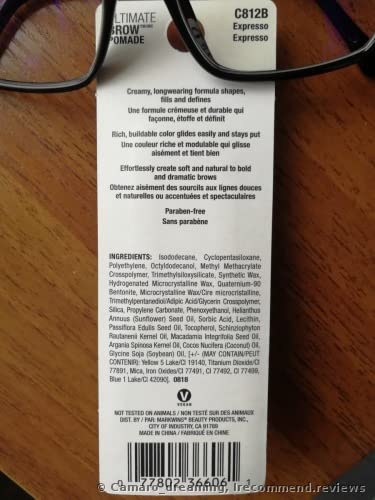 ULTIMATE
BROW
POMADE
C812B
Espresso
Espresso
Creamy, longwearing formula shapes,
fills and defines
Une formule crémeuse et durable qui
façonne, étoffe et définit
Rich, buildable color glides easily and stays put
Une couleur riche et modulable qui glisse
aisément et tient bien
Effortlessly create soft and natural to bold
and dramatic brows
Obtenez aisément des sourcils aux lignes douces
et naturelles ou accentuées et spectaculaires
Paraben-free
Sans parabène
INGREDIENTS: Isododecane, Cyclopentasiloxane,
Polyethylene, Octyldodecanol, Methyl Methacrylate
Crosspolymer, Trimethylsiloxysilicate, Synthetic Wax,
Hydrogenated Microcrystalline Wax, Quaternium-90
Bentonite, Microcrystalline Wax/Cire microcristalline,
Trimethylpentanediol/Adipic Acid/Glycerin Crosspolymer,
Silica, Propylene Carbonate, Phenoxyethanol, Helianthus
Annuus (Sunflower) Seed Oil, Sorbic Acid, Lecithin,
Passiflora Edulis Seed Oil, Tocopherol, Schinziophyton
Rautanenii Kernel Oil, Macadamia Integrifolia Seed Oil,
Argania Spinosa Kernel Oil, Cocos Nucifera (Coconut) Oil,
Glycine Soja (Soybean) Oil, [+/- (MAY CONTAIN/PEUT
CONTENIR): Yellow 5 Lake/CI 19140, Titanium Dioxide/CI
77891, Mica, Iron Oxides/CI 77491, CI 77492, CI 77499,
Blue 1 Lake/CI 42090]. 0818
V
VEGAN
NOT TESTED ON ANIMALS / NON TESTÉ SUR DES ANIMAUX
DIST. BY / PAR: MARKWINS® BEAUTY PRODUCTS, INC.,
CITY OF INDUSTRY, CA 91789
MADE IN CHINA / FABRIQUÉ EN CHINE
0 77802 36606 1
© Camaro_dreaming, irecommend.reviews